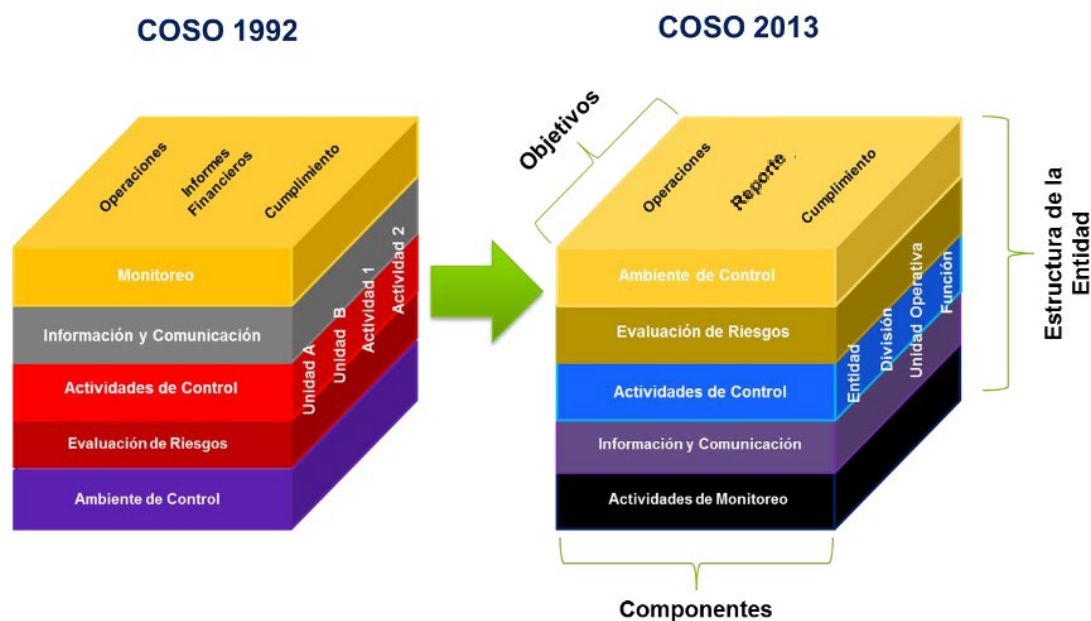 COSO 1992
COSO 2013
Operaciones
Informes
Financieros
Cumplimiento
Monitoreo
Información y Comunicación
Actividades de Control
Evaluación de Riesgos
Ambiente de Control
Unidad A
Unidad B
Actividad 1
Actividad 2
Objetivos
Operaciones
Reporte
Cumplimiento
Ambiente de Control
Evaluación de Riesgos
Actividades de Control
Información y Comunicación
Actividades de Monitoreo
Entidad
División
Unidad Operativa
Función
Estructura de la
Entidad
Componentes